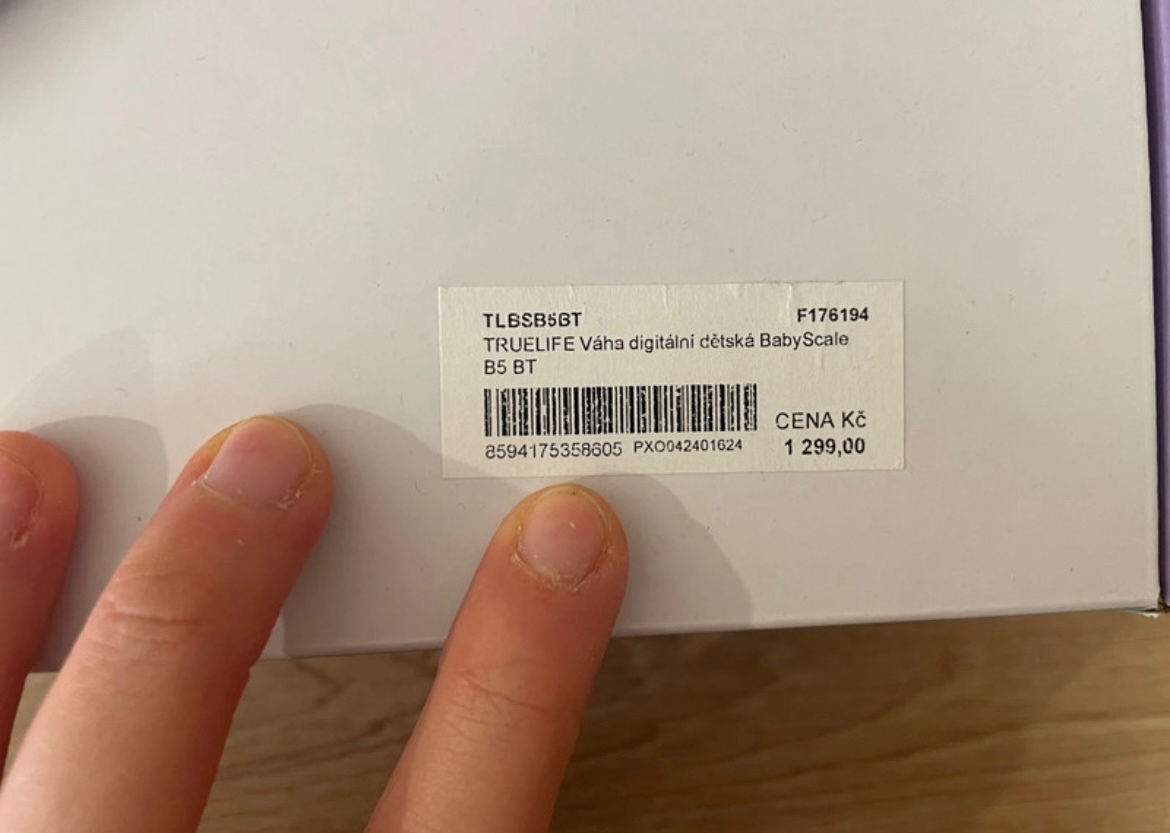 TLBSB5BT F176194
TRUELIFE Váha digitální dětská BabyScale
B5 BT
CENA Kč
8594175358605 PXO042401624 1 299,00